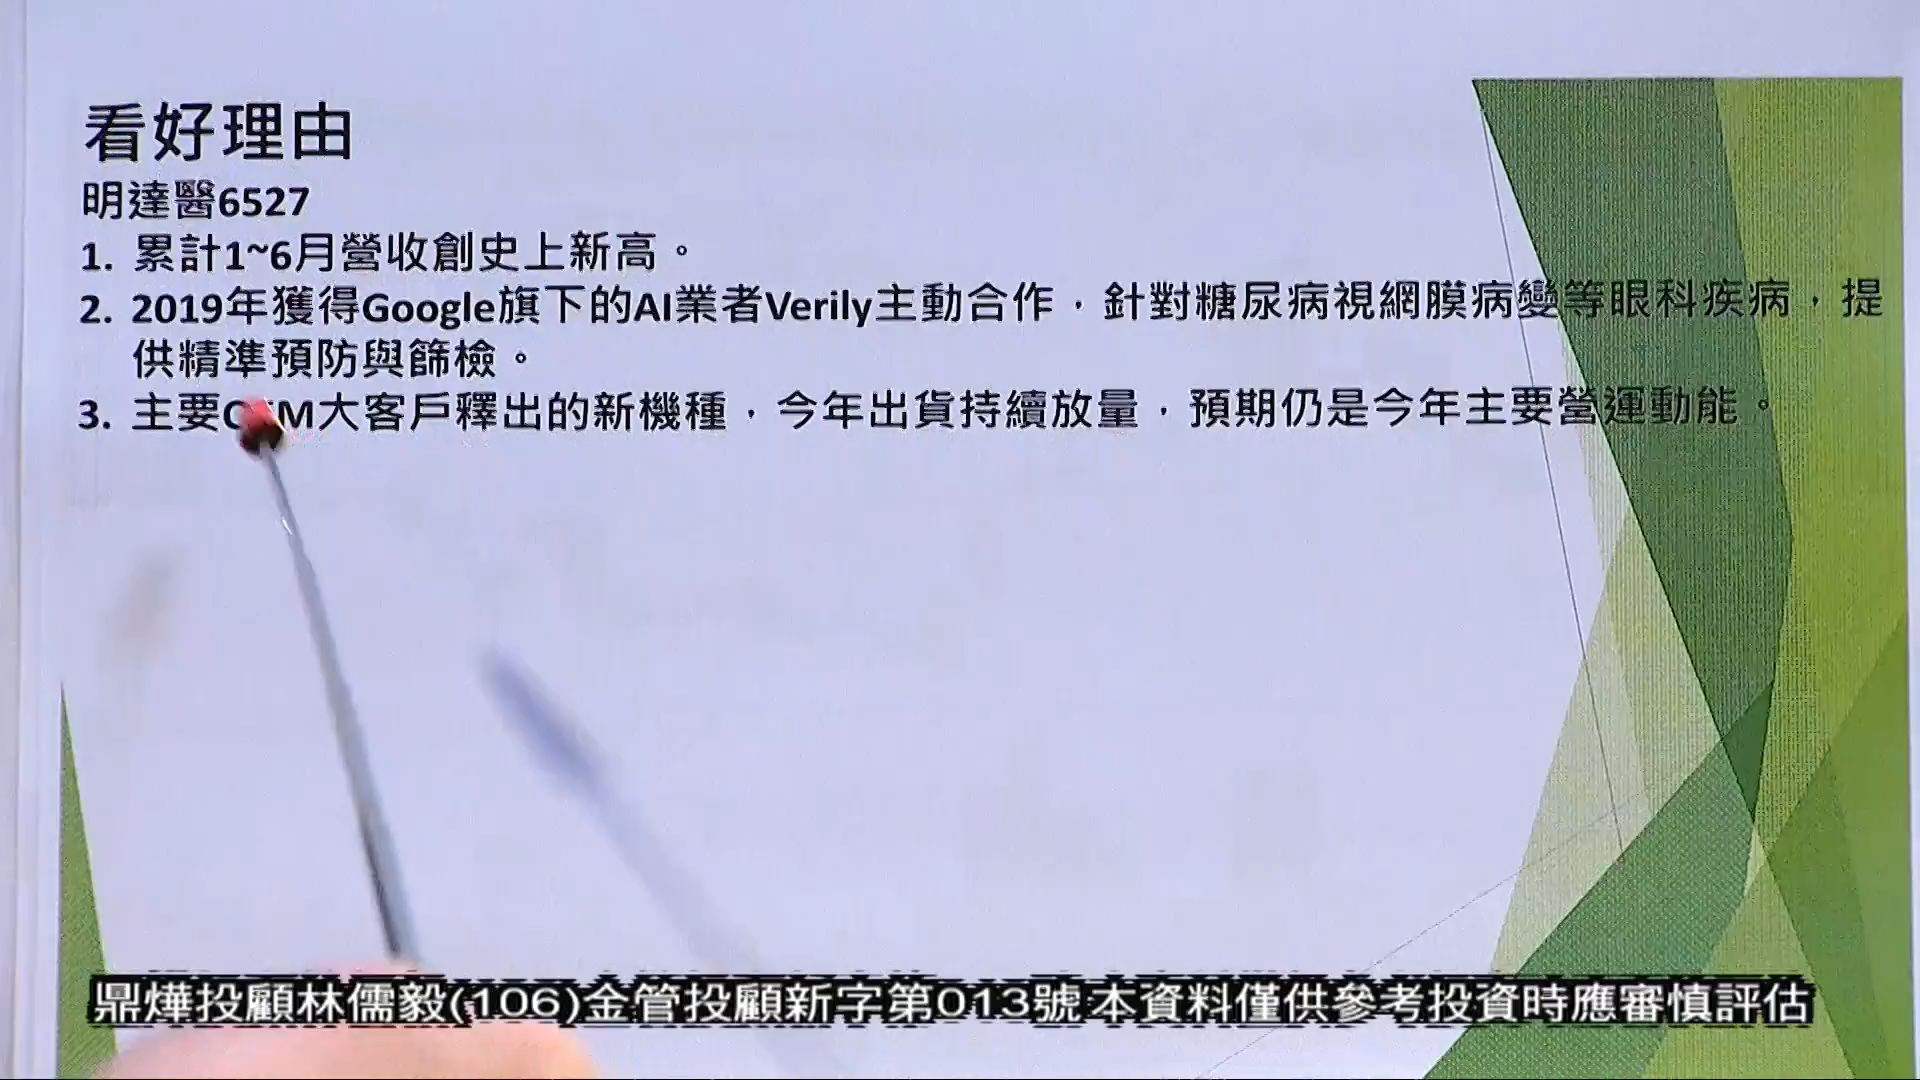 看好理由
明達醫6527
1. 累計1~6月營收創史上新高。
2. 2019年獲得Google旗下的AI業者Verily主動合作，針對糖尿病視網膜病變等眼科疾病，提
供精準預防與篩檢。
3. 主要 大客戶釋出的新機種，今年出貨持續放量，預期仍是今年主要營運動能。
鼎燁投顧林儒毅(106)金管投顧新字第013號本資料僅供參考投資時應審慎評估